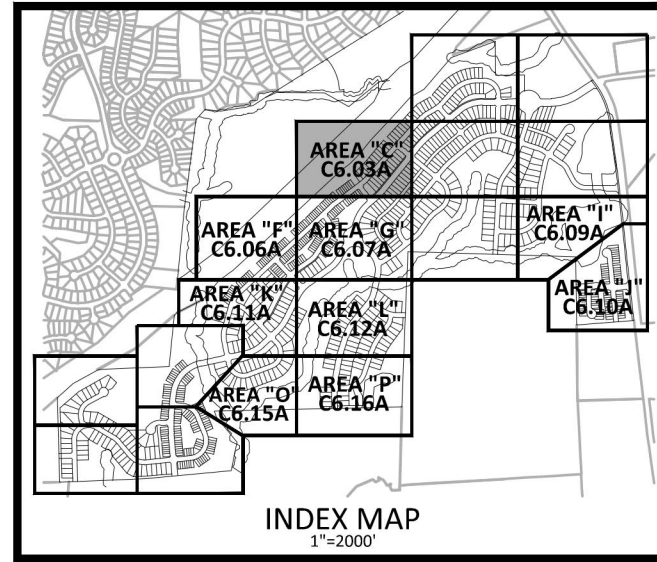 AREA "C"
C6.03A
AREA "F"
C6.06A
AREA "G"
C6.07A
AREA "I"
C6.09A
AREA "J"
C6.10A
AREA "K"
C6.11A
AREA "L"
C6.12A
AREA "O"
C6.15A
AREA "P"
C6.16A
INDEX MAP
1"=2000'